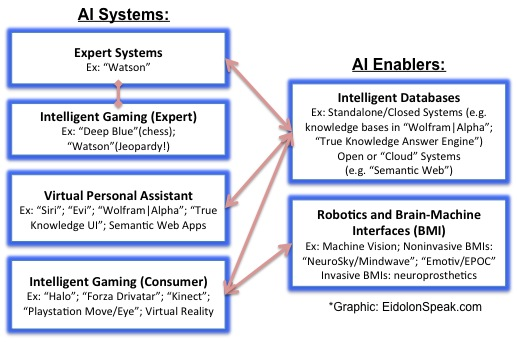 AI Systems:
Expert Systems
Ex: “Watson”
Intelligent Gaming (Expert)
Ex: “Deep Blue”(chess);
“Watson”(Jeopardy!)
Virtual Personal Assistant
Ex: “Siri”; “Evi”; “Wolfram|Alpha”; “True
Knowledge UI”; Semantic Web Apps
Intelligent Gaming (Consumer)
Ex: “Halo”; “Forza Drivatar”; “Kinect”;
“Playstation Move/Eye”; Virtual Reality
AI Enablers:
Intelligent Databases
Ex: Standalone/Closed Systems (e.g.
knowledge bases in “Wolfram|Alpha”;
“True Knowledge Answer Engine”)
Open or “Cloud” Systems
(e.g. “Semantic Web”)
Robotics and Brain-Machine
Interfaces (BMI)
Ex: Machine Vision; Noninvasive BMIs:
“NeuroSky/Mindwave”; “Emotiv/EPOC”
Invasive BMIs: neuroprosthetics
*Graphic: EidolonSpeak.com